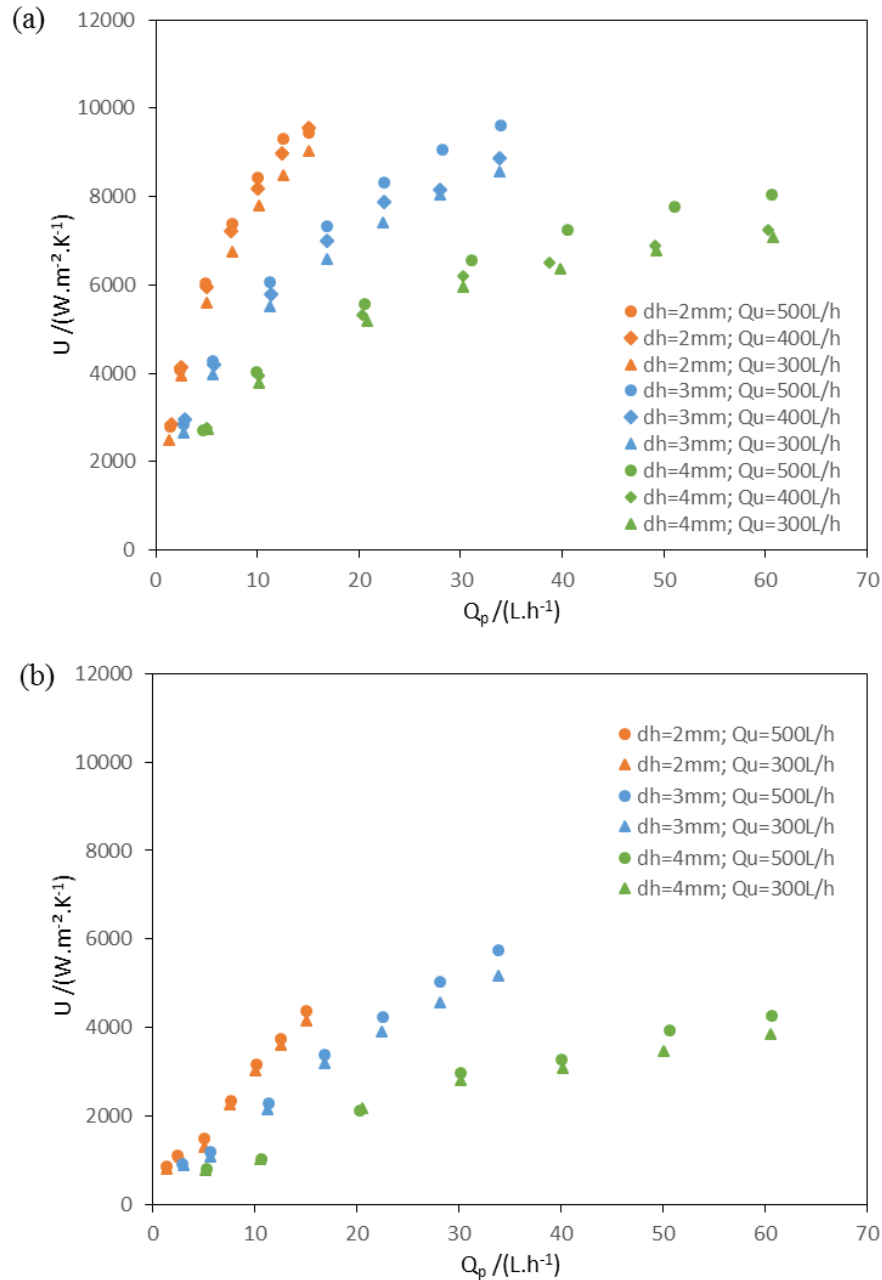 (a)
12000
10000
8000
6000
4000
2000
0
U /(W.m⁻².K⁻¹)
dh=2mm; Qu=500L/h
dh=2mm; Qu=400L/h
dh=2mm; Qu=300L/h
dh=3mm; Qu=500L/h
dh=3mm; Qu=400L/h
dh=3mm; Qu=300L/h
dh=4mm; Qu=500L/h
dh=4mm; Qu=400L/h
dh=4mm; Qu=300L/h
0 10 20 30 40 50 60 70
Qₚ /(L.h⁻¹)
(b)
12000
10000
8000
6000
4000
2000
0
U /(W.m⁻².K⁻¹)
dh=2mm; Qu=500L/h
dh=2mm; Qu=300L/h
dh=3mm; Qu=500L/h
dh=3mm; Qu=300L/h
dh=4mm; Qu=500L/h
dh=4mm; Qu=300L/h
0 10 20 30 40 50 60 70
Qₚ /(L.h⁻¹)